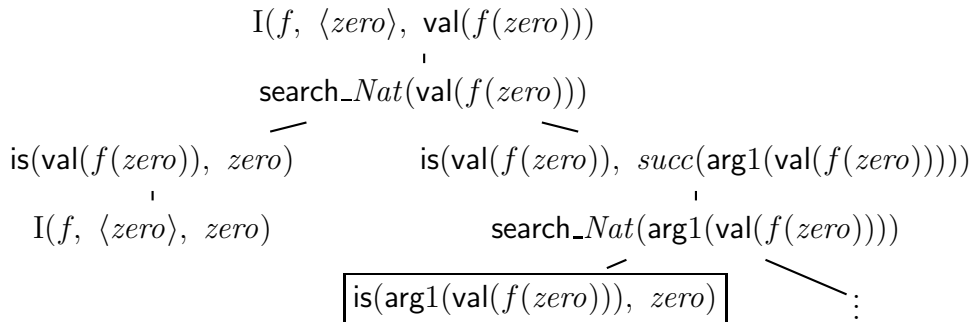 I(f, ⟨zero⟩, val(f(zero)))
search_Nat(val(f(zero)))
is(val(f(zero)), zero) is(val(f(zero)), succ(arg1(val(f(zero)))))
I(f, ⟨zero⟩, zero) search_Nat(arg1(val(f(zero))))
is(arg1(val(f(zero))), zero) ⋮